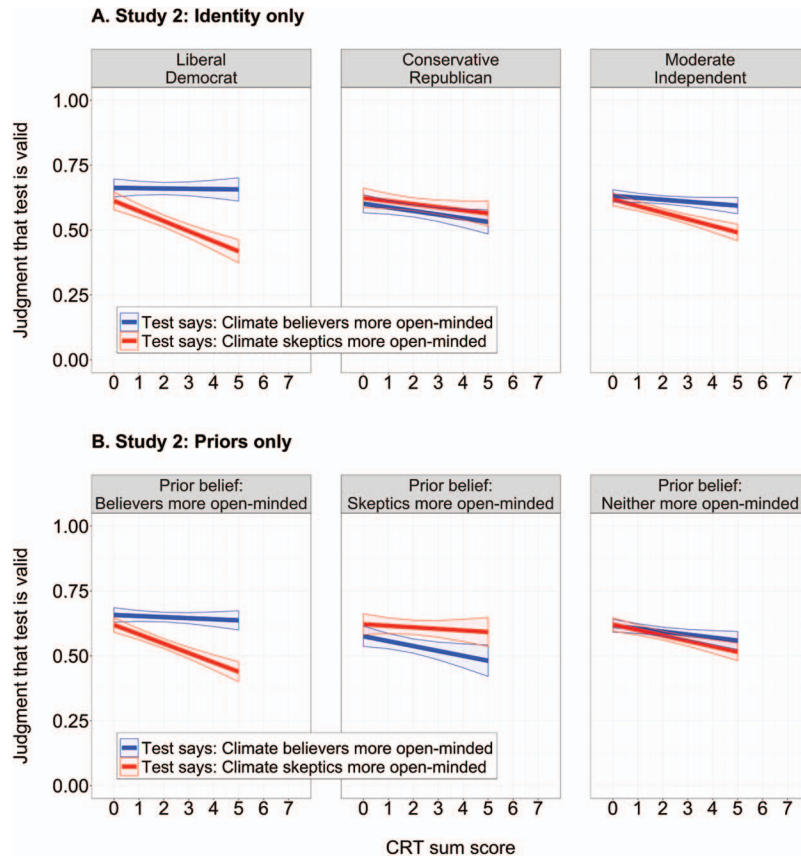 A. Study 2: Identity only
Liberal
Democrat
Conservative
Republican
Moderate
Independent
Judgment that test is valid
1.00
0.75
0.50
0.25
0.00
Test says: Climate believers more open-minded
Test says: Climate skeptics more open-minded
0 1 2 3 4 5 6 7
0 1 2 3 4 5 6 7
0 1 2 3 4 5 6 7
B. Study 2: Priors only
Prior belief:
Believers more open-minded
Prior belief:
Skeptics more open-minded
Prior belief:
Neither more open-minded
Judgment that test is valid
1.00
0.75
0.50
0.25
0.00
Test says: Climate believers more open-minded
Test says: Climate skeptics more open-minded
0 1 2 3 4 5 6 7
0 1 2 3 4 5 6 7
0 1 2 3 4 5 6 7
CRT sum score